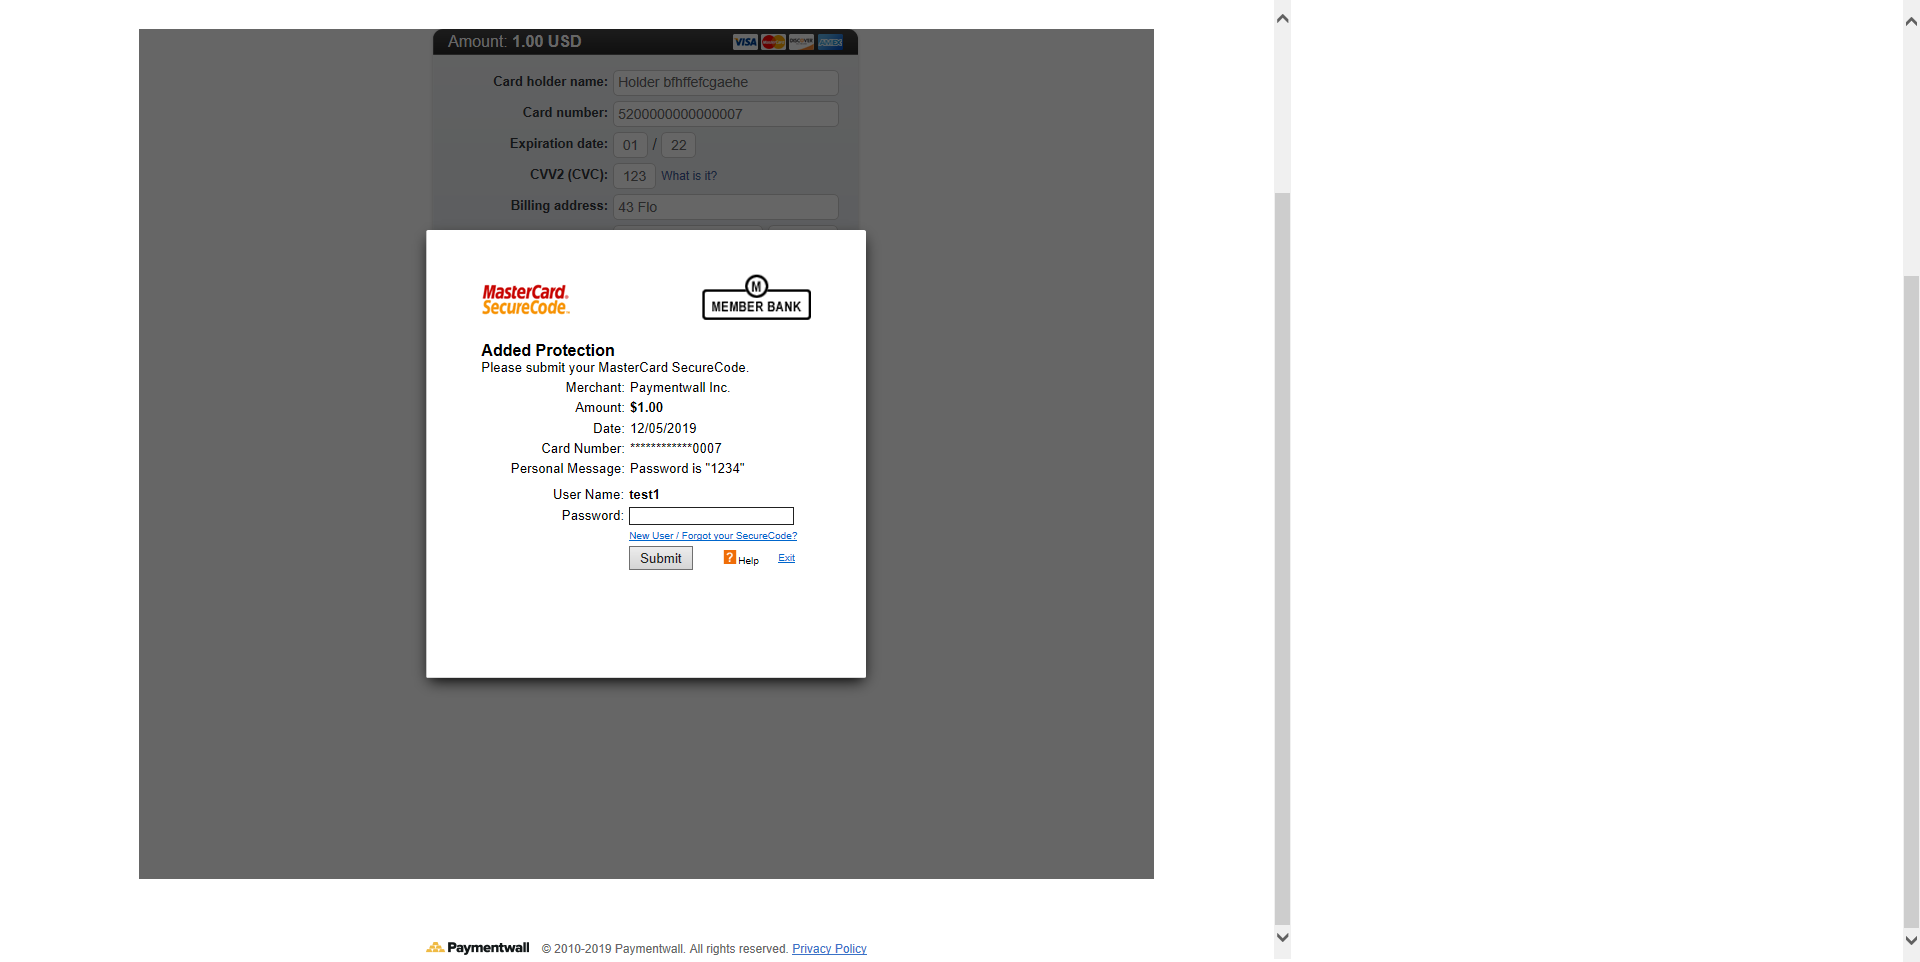 Amount: 1.00 USD VISA MasterCard DISCOVER AMEX
Card holder name: Holder bfhffefcgaehe
Card number: 5200000000000007
Expiration date: 01 / 22
CVV2 (CVC): 123 What is it?
Billing address: 43 Flo
MasterCard. SecureCode.
M
MEMBER BANK
Added Protection
Please submit your MasterCard SecureCode.
Merchant: Paymentwall Inc.
Amount: $1.00
Date: 12/05/2019
Card Number: ************0007
Personal Message: Password is "1234"
User Name: test1
Password:
New User / Forgot your SecureCode?
Submit ? Help Exit
Paymentwall © 2010-2019 Paymentwall. All rights reserved. Privacy Policy